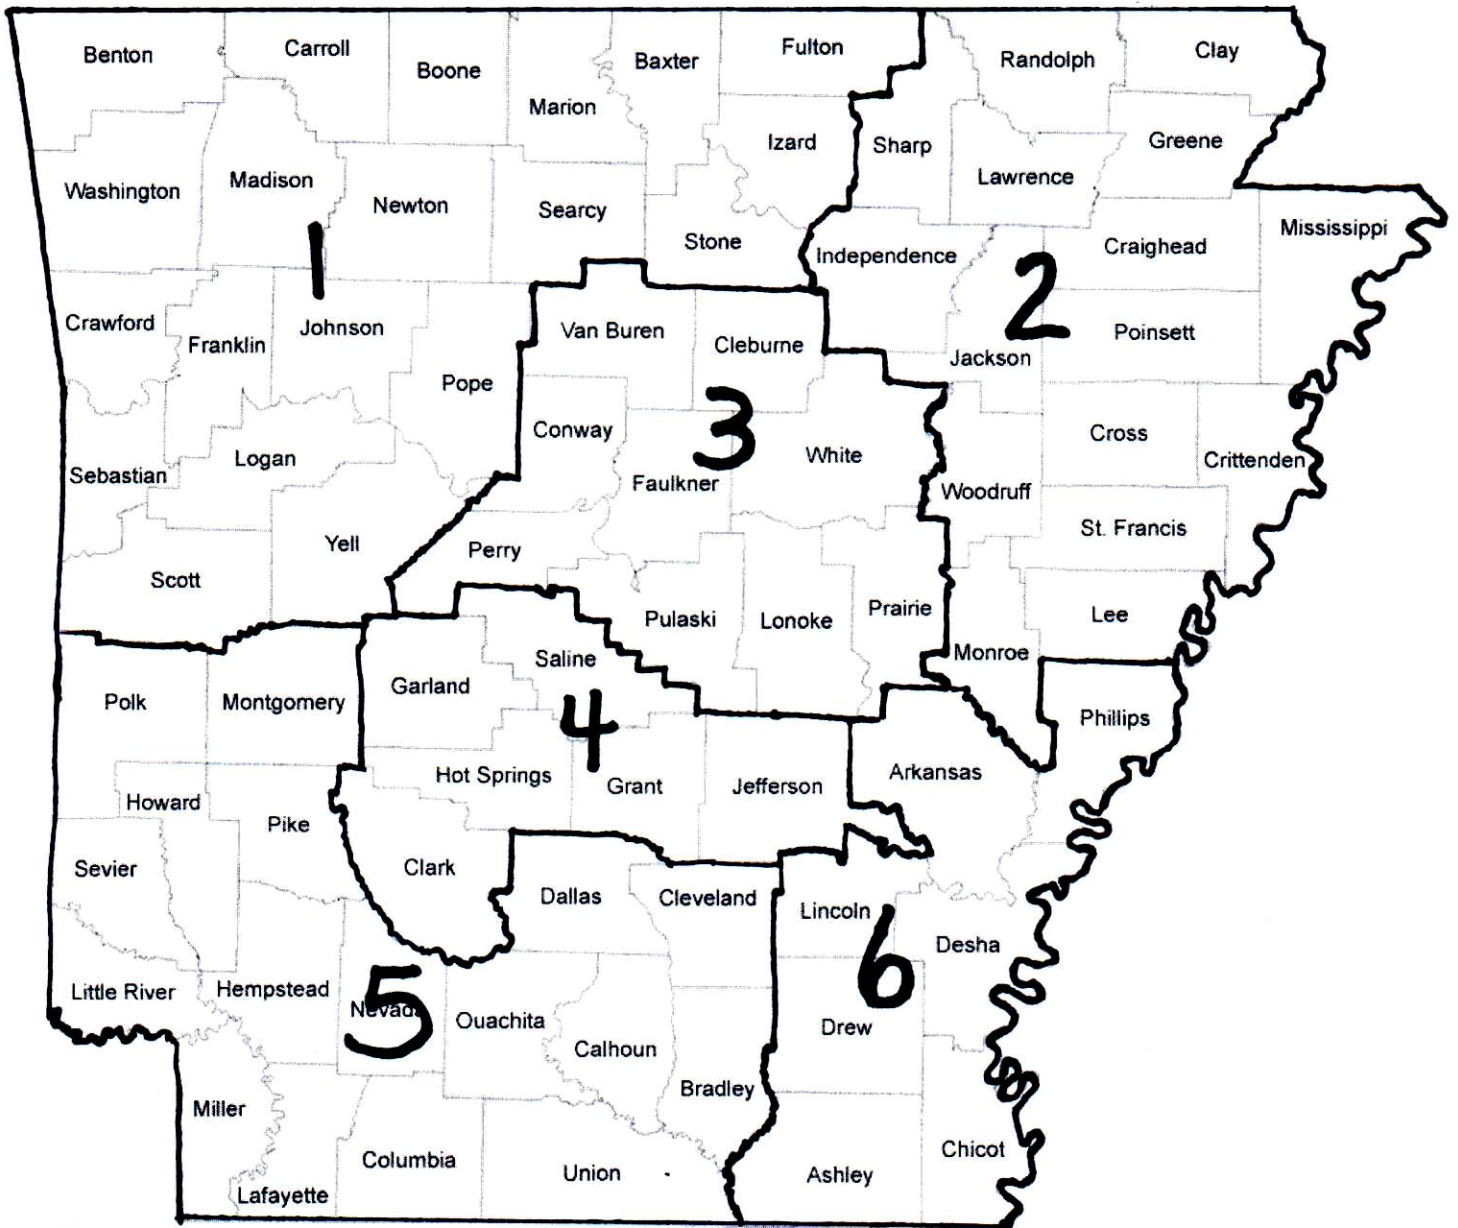 Benton
Carroll
Boone
Marion
Baxter
Fulton
Randolph
Clay
Izard
Sharp
Greene
Lawrence
Washington
Madison
Newton
Searcy
Stone
Independence
Craighead
Mississippi
1
2
Crawford
Franklin
Johnson
Pope
Van Buren
Cleburne
Jackson
Poinsett
3
Conway
White
Cross
Crittenden
Sebastian
Logan
Faulkner
Woodruff
St. Francis
Yell
Perry
Scott
Pulaski
Lonoke
Prairie
Lee
Monroe
Saline
Garland
Polk
Montgomery
4
Phillips
Hot Springs
Grant
Jefferson
Arkansas
Howard
Pike
Sevier
Clark
Dallas
Cleveland
Lincoln
Desha
6
Little River
Hempstead
Nevada
5
Ouachita
Calhoun
Drew
Bradley
Miller
Columbia
Union
Ashley
Chicot
Lafayette